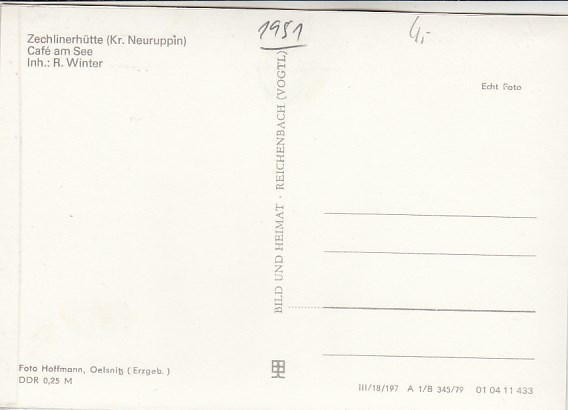 Zechlinerhütte (Kr. Neuruppin)
Café am See
Inh.: R. Winter
1951
4,-
Echt Foto
BILD UND HEIMAT · REICHENBACH (VOGTL)
Foto Hoffmann, Oelsnitz (Erzgeb.)
DDR 0,25 M
III/18/197 A 1/B 345/79 01 04 11 433